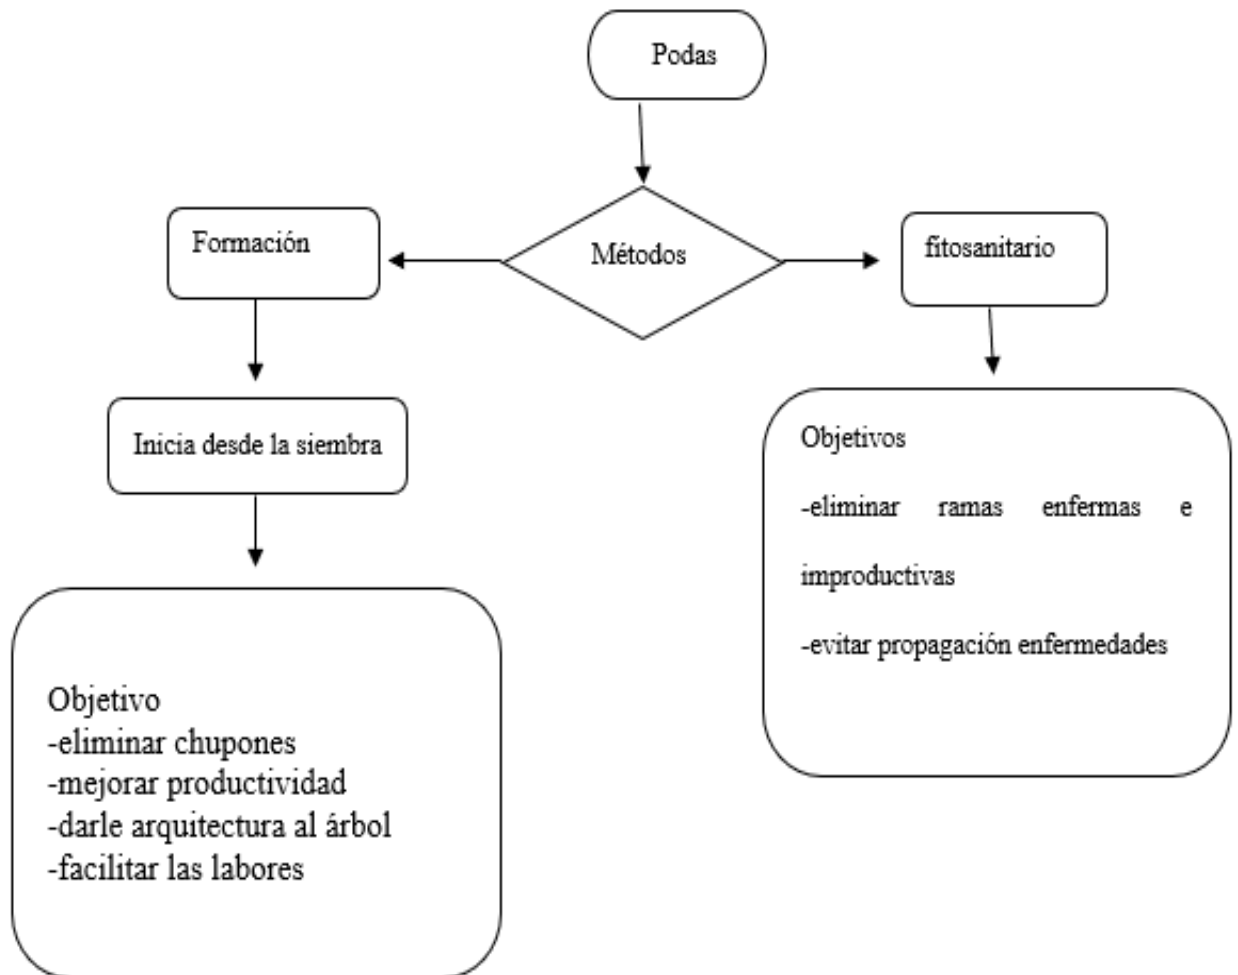 Podas
Métodos
Formación
fitosanitario
Inicia desde la siembra
Objetivo
-eliminar chupones
-mejorar productividad
-darle arquitectura al árbol
-facilitar las labores
Objetivos
-eliminar ramas enfermas e
improductivas
-evitar propagación enfermedades